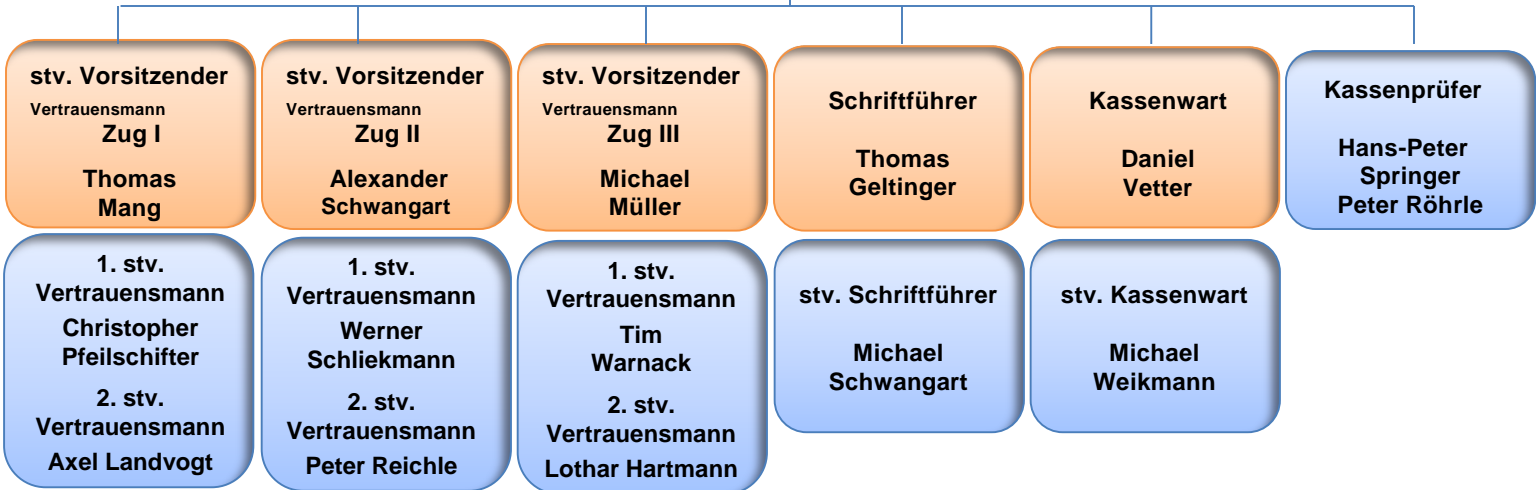 stv. Vorsitzender
Vertrauensmann
Zug I
Thomas
Mang
stv. Vorsitzender
Vertrauensmann
Zug II
Alexander
Schwangart
stv. Vorsitzender
Vertrauensmann
Zug III
Michael
Müller
Schriftführer
Thomas
Geltinger
Kassenwart
Daniel
Vetter
Kassenprüfer
Hans-Peter
Springer
Peter Röhrle
1. stv.
Vertrauensmann
Christopher
Pfeilschifter
2. stv.
Vertrauensmann
Axel Landvogt
1. stv.
Vertrauensmann
Werner
Schliekmann
2. stv.
Vertrauensmann
Peter Reichle
1. stv.
Vertrauensmann
Tim
Warnack
2. stv.
Vertrauensmann
Lothar Hartmann
stv. Schriftführer
Michael
Schwangart
stv. Kassenwart
Michael
Weikmann